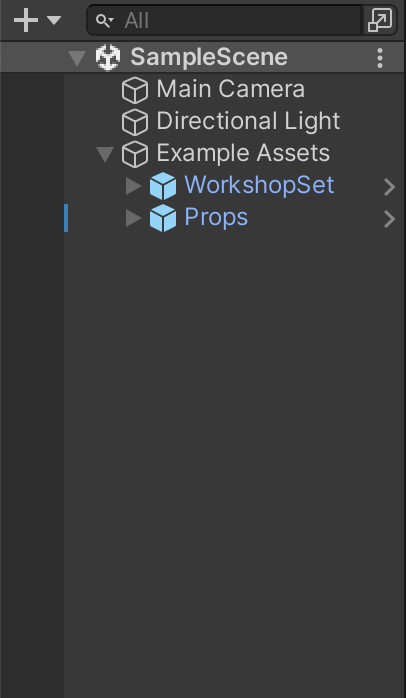 All
SampleScene
Main Camera
Directional Light
Example Assets
WorkshopSet
Props